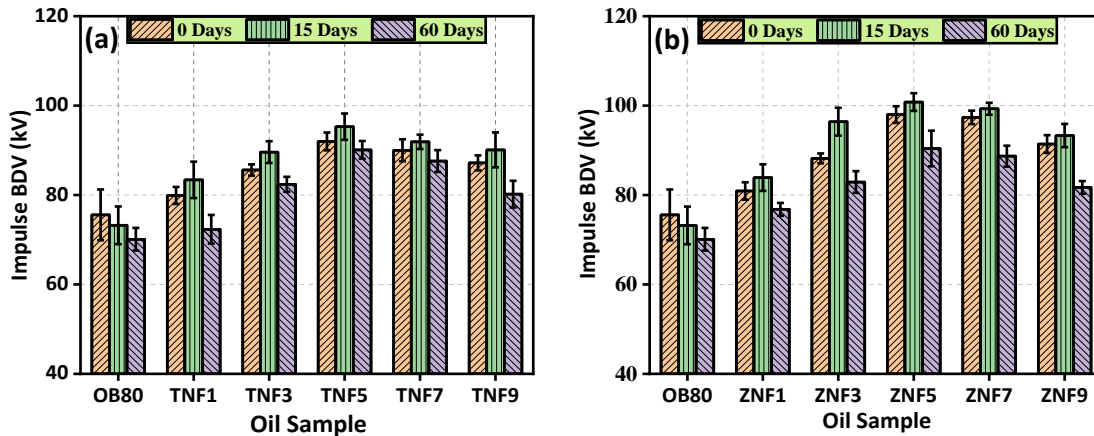 (a)
0 Days 15 Days 60 Days
120
100
80
60
40
Impulse BDV (kV)
OB80 TNF1 TNF3 TNF5 TNF7 TNF9
Oil Sample
(b)
0 Days 15 Days 60 Days
120
100
80
60
40
Impulse BDV (kV)
OB80 ZNF1 ZNF3 ZNF5 ZNF7 ZNF9
Oil Sample